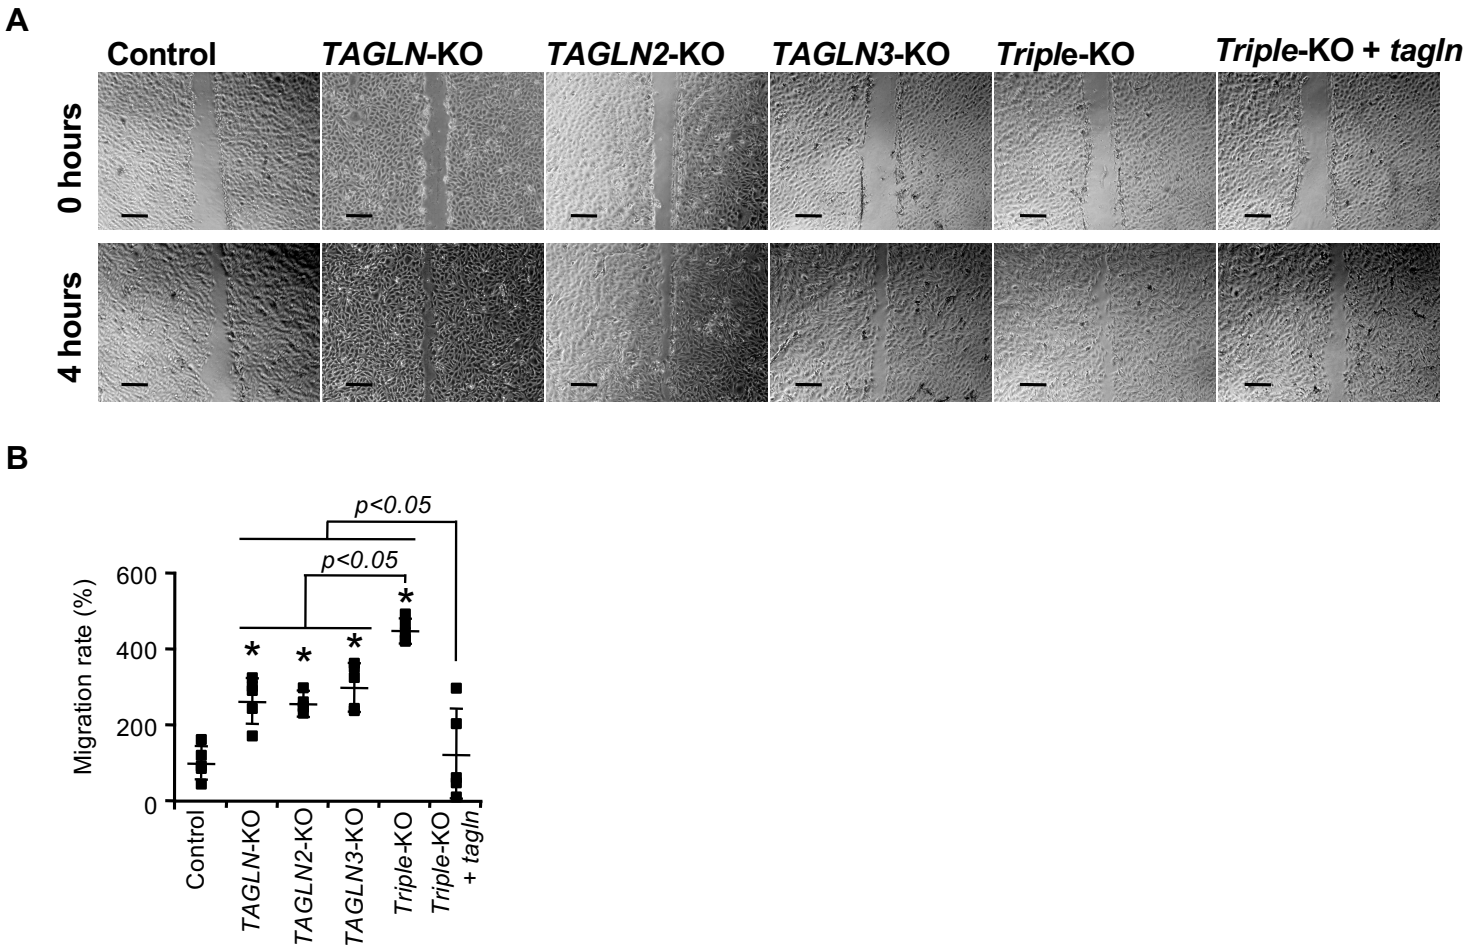 A
Control
TAGLN-KO
TAGLN2-KO
TAGLN3-KO
Triple-KO
Triple-KO + tagln
0 hours
4 hours
B
p<0.05
p<0.05
Migration rate (%)
600
400
200
0
*
*
*
*
Control
TAGLN-KO
TAGLN2-KO
TAGLN3-KO
Triple-KO
Triple-KO
+ tagln